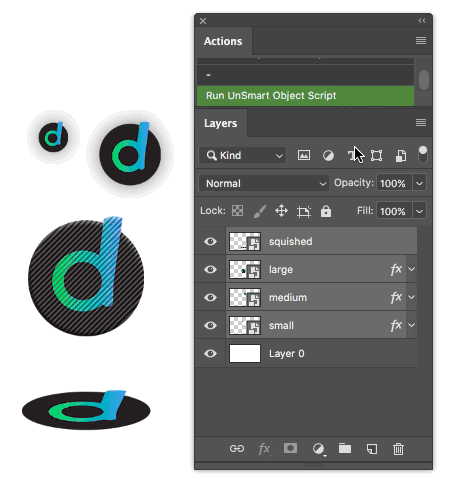 Actions
-
Run UnSmart Object Script
Layers
Kind
Normal Opacity: 100%
Lock: Fill: 100%
squished
large fx
medium fx
small fx
Layer 0
fx
d
d
d
d